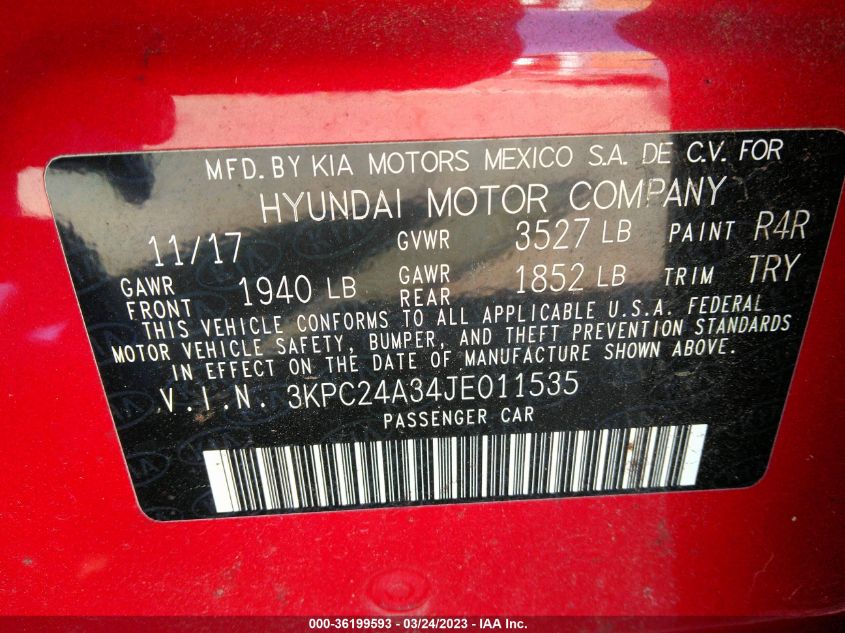 MFD. BY KIA MOTORS MEXICO S.A. DE C.V. FOR
HYUNDAI MOTOR COMPANY
11/17 GVWR 3527 LB PAINT R4R
GAWR FRONT 1940 LB GAWR REAR 1852 LB TRIM TRY
THIS VEHICLE CONFORMS TO ALL APPLICABLE U.S.A. FEDERAL
MOTOR VEHICLE SAFETY, BUMPER, AND THEFT PREVENTION STANDARDS
IN EFFECT ON THE DATE OF MANUFACTURE SHOWN ABOVE.
V.I.N. 3KPC24A34JE011535
PASSENGER CAR
000-36199593 - 03/24/2023 - IAA Inc.